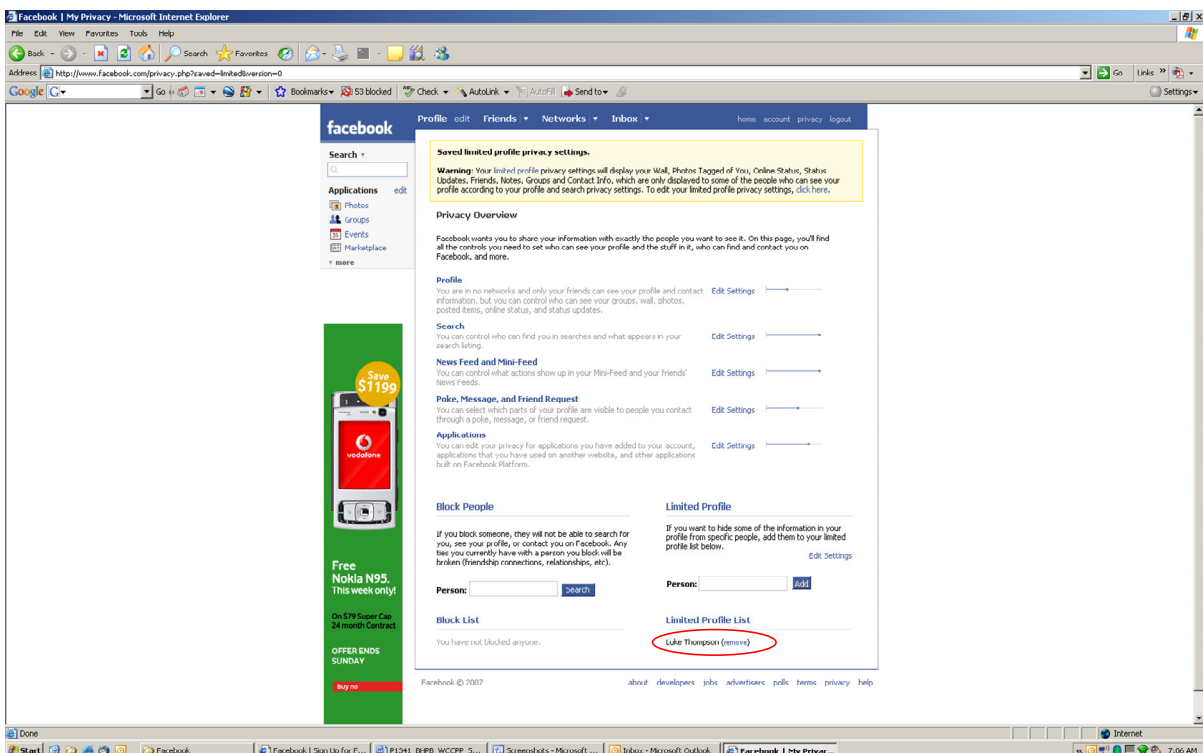 Facebook | My Privacy - Microsoft Internet Explorer
File Edit View Favorites Tools Help
Back Search Favorites
Address http://www.facebook.com/privacy.php?saved=limited&version=0 Go Links »
Google G Go Bookmarks 53 blocked Check AutoLink AutoFill Send to Settings
facebook
Profile edit Friends Networks Inbox home account privacy logout
Search
Applications edit
Photos
Groups
Events
Marketplace
more
Saved limited profile privacy settings.
Warning: Your limited profile privacy settings will display your Wall, Photos Tagged of You, Online Status, Status
Updates, Friends, Notes, Groups and Contact Info, which are only displayed to some of the people who can see your
profile according to your profile and search privacy settings. To edit your limited profile privacy settings, click here.
Privacy Overview
Facebook wants you to share your information with exactly the people you want to see it. On this page, you'll find
all the controls you need to set who can see your profile and the stuff in it, who can find and contact you on
Facebook, and more.
Profile
You are in no networks and only your friends can see your profile and contact
information, but you can control who can see your groups, wall, photos,
posted items, online status, and status updates.
Edit Settings
Search
You can control who can find you in searches and what appears in your
search listing.
Edit Settings
News Feed and Mini-Feed
You can control what actions show up in your Mini-Feed and your friends'
News Feeds.
Edit Settings
Poke, Message, and Friend Request
You can select which parts of your profile are visible to people you contact
through a poke, message, or friend request.
Edit Settings
Applications
You can edit your privacy for applications you have added to your account,
applications that you have used on another website, and other applications
built on Facebook Platform.
Edit Settings
Block People
If you block someone, they will not be able to search for
you, see your profile, or contact you on Facebook. Any
ties you currently have with a person you block will be
broken (friendship connections, relationships, etc).
Person: Search
Block List
You have not blocked anyone.
Limited Profile
If you want to hide some of the information in your
profile from specific people, add them to your limited
profile list below.
Edit Settings
Person: Add
Limited Profile List
Luke Thompson (remove)
Save
$1199
vodafone
Free
Nokia N95.
This week only!
On $79 Super Cap
24 month Contract
OFFER ENDS
SUNDAY
Buy no
Facebook © 2007 about developers jobs advertisers polls terms privacy help
Done Internet
Start Facebook Facebook | Sign Up for F... P1341_BHPB_WCCPP_S... Screenshots - Microsoft ... Inbox - Microsoft Outlook Facebook | My Privac... 7:06 AM